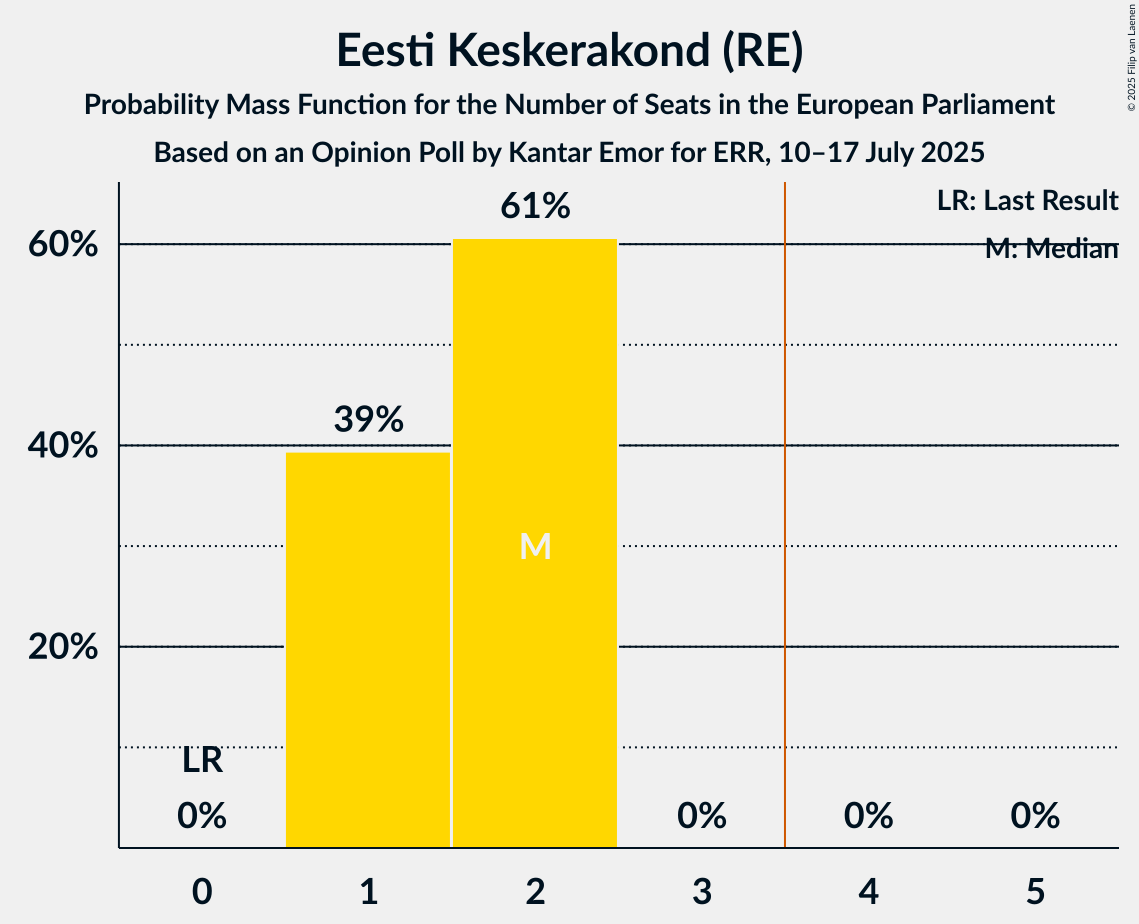 Eesti Keskerakond (RE)
Probability Mass Function for the Number of Seats in the European Parliament
Based on an Opinion Poll by Kantar Emor for ERR, 10–17 July 2025
© 2025 Filip van Laenen
LR: Last Result
M: Median
60%
40%
20%
61%
39%
M
LR
0%
0%
0%
0%
0
1
2
3
4
5